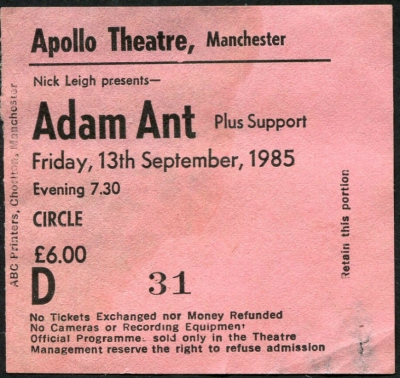 Apollo Theatre, Manchester
Nick Leigh presents—
Adam Ant Plus Support
Friday, 13th September, 1985
Evening 7.30
CIRCLE
£6.00
D 31
No Tickets Exchanged nor Money Refunded
No Cameras or Recording Equipment
Official Programme sold only in the Theatre
Management reserve the right to refuse admission
ABC Printers, Chorlton, Manchester
Retain this portion